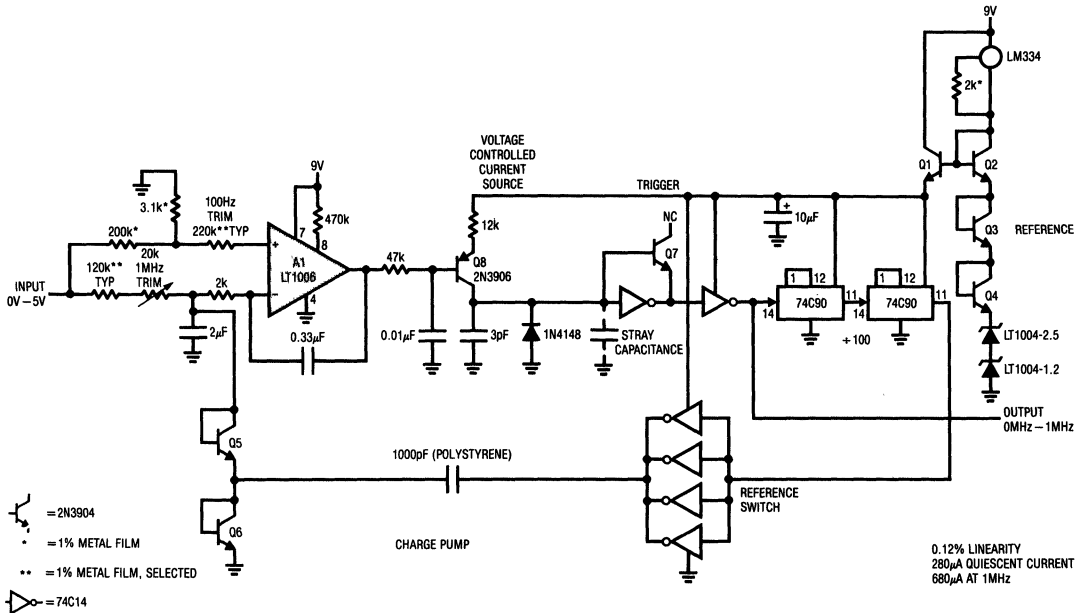 9V
LM334
2k*
VOLTAGE
CONTROLLED
CURRENT
SOURCE
TRIGGER
Q1
Q2
9V
NC
3.1k*
100Hz
TRIM
220k**TYP
470k
12k
+
10µF
Q3
REFERENCE
200k*
7
8
+
A1
LT1006
47k
Q8
2N3906
Q7
1
12
1
12
120k**
TYP
20k
1MHz
TRIM
INPUT
0V–5V
2k
–
4
74C90
11
74C90
11
14
14
Q4
2µF
0.33µF
0.01µF
3pF
1N4148
STRAY
CAPACITANCE
÷100
LT1004-2.5
LT1004-1.2
OUTPUT
0MHz–1MHz
Q5
1000pF (POLYSTYRENE)
REFERENCE
SWITCH
Q6
CHARGE PUMP
=2N3904
* =1% METAL FILM
** =1% METAL FILM, SELECTED
=74C14
0.12% LINEARITY
280µA QUIESCENT CURRENT
680µA AT 1MHz